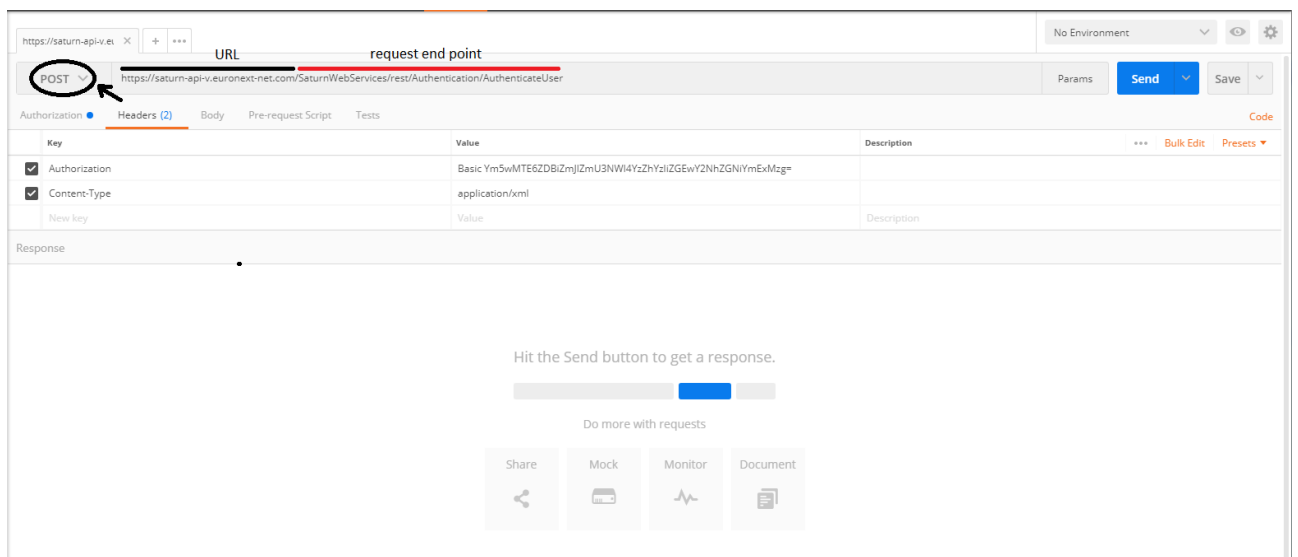 https://saturn-api-v.eu
No Environment
URL
request end point
POST https://saturn-api-v.euronext-net.com/SaturnWebServices/rest/Authentication/AuthenticateUser Params Send Save
Authorization Headers (2) Body Pre-request Script Tests Code
Key Value Description Bulk Edit Presets
Authorization
Content-Type application/xml
New key Value Description
Response
Hit the Send button to get a response.
Do more with requests
Share Mock Monitor Document